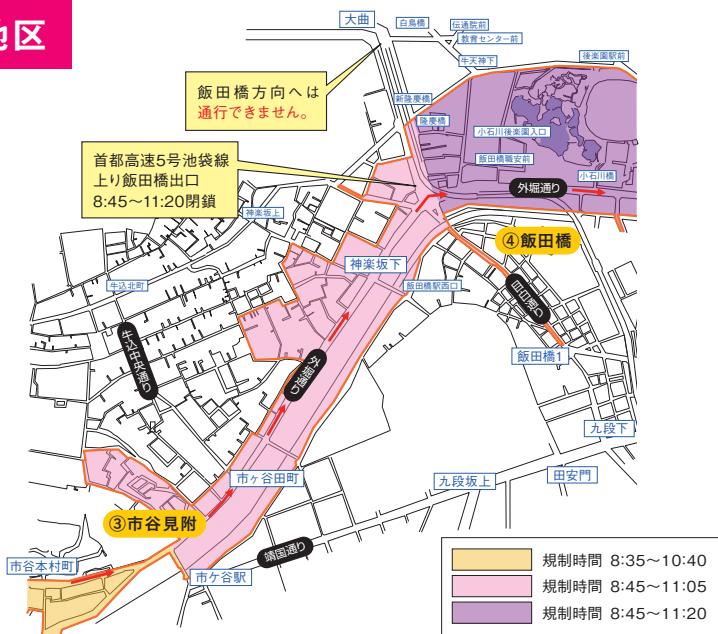 地区
大曲
白鳥橋
伝通院前
教育センター前
牛天神下
後楽園駅前
飯田橋方向へは
通行できません。
新隆慶橋
隆慶橋
小石川後楽園入口
飯田橋職安前
小石川橋
外堀通り
首都高速5号池袋線
上り飯田橋出口
8:45〜11:20閉鎖
神楽坂上
④飯田橋
神楽坂下
飯田橋駅西口
牛込北町
目白通り
牛込中央通り
外堀通り
飯田橋1
九段下
市ヶ谷田町
九段坂上
田安門
③市谷見附
靖国通り
市谷本村町
市ケ谷駅
規制時間 8:35〜10:40
規制時間 8:45〜11:05
規制時間 8:45〜11:20